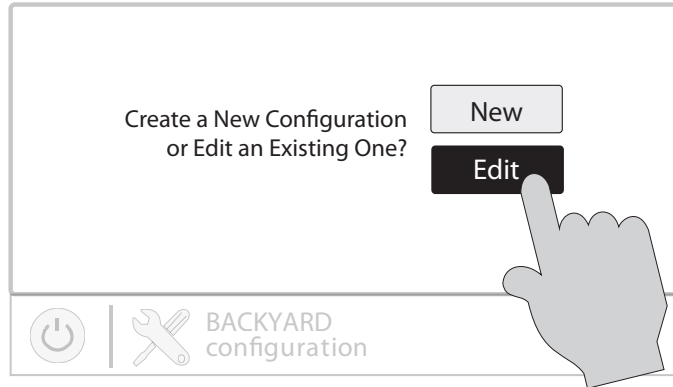 Create a New Configuration
or Edit an Existing One?
New
Edit
BACKYARD
configuration